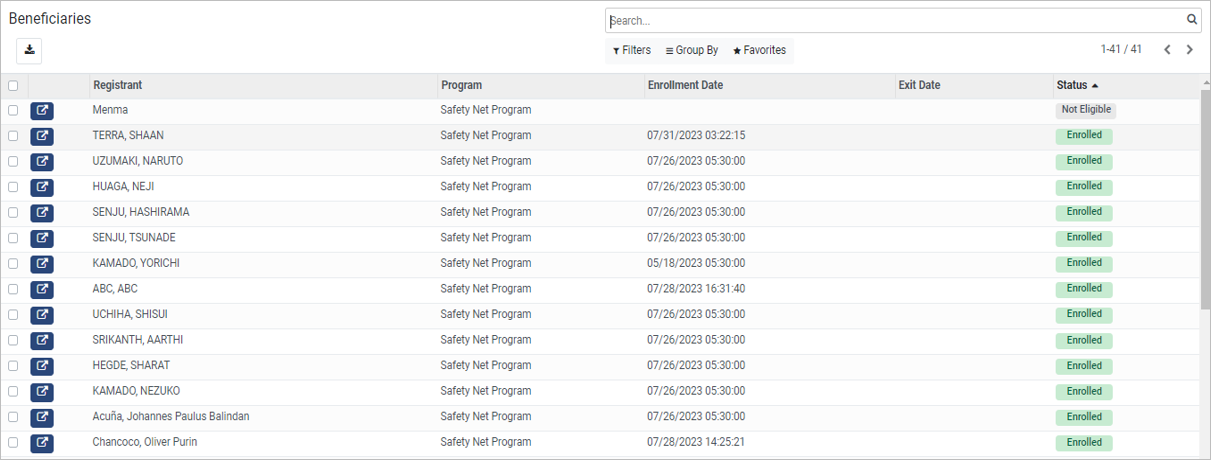 Beneficiaries
Search...
Filters Group By Favorites 1-41 / 41
Registrant Program Enrollment Date Exit Date Status
Menma Safety Net Program Not Eligible
TERRA, SHAAN Safety Net Program 07/31/2023 03:22:15 Enrolled
UZUMAKI, NARUTO Safety Net Program 07/26/2023 05:30:00 Enrolled
HUAGA, NEJI Safety Net Program 07/26/2023 05:30:00 Enrolled
SENJU, HASHIRAMA Safety Net Program 07/26/2023 05:30:00 Enrolled
SENJU, TSUNADE Safety Net Program 07/26/2023 05:30:00 Enrolled
KAMADO, YORICHI Safety Net Program 05/18/2023 05:30:00 Enrolled
ABC, ABC Safety Net Program 07/28/2023 16:31:40 Enrolled
UCHIHA, SHISUI Safety Net Program 07/26/2023 05:30:00 Enrolled
SRIKANTH, AARTHI Safety Net Program 07/26/2023 05:30:00 Enrolled
HEGDE, SHARAT Safety Net Program 07/26/2023 05:30:00 Enrolled
KAMADO, NEZUKO Safety Net Program 07/26/2023 05:30:00 Enrolled
Acuña, Johannes Paulus Balindan Safety Net Program 07/26/2023 05:30:00 Enrolled
Chancoco, Oliver Purin Safety Net Program 07/28/2023 14:25:21 Enrolled